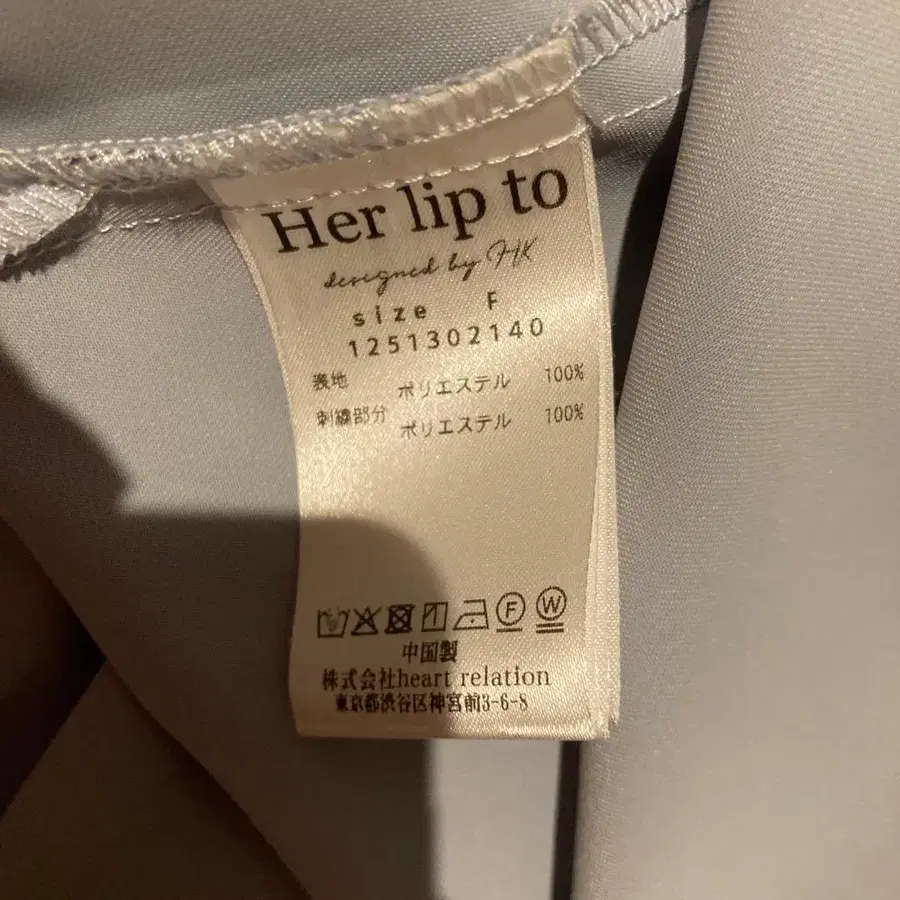 Her lip to
designed by HK
size F
1251302140
表地 ポリエステル 100%
刺繍部分 ポリエステル 100%
F W
中国製
株式会社heart relation
東京都渋谷区神宮前3-6-8